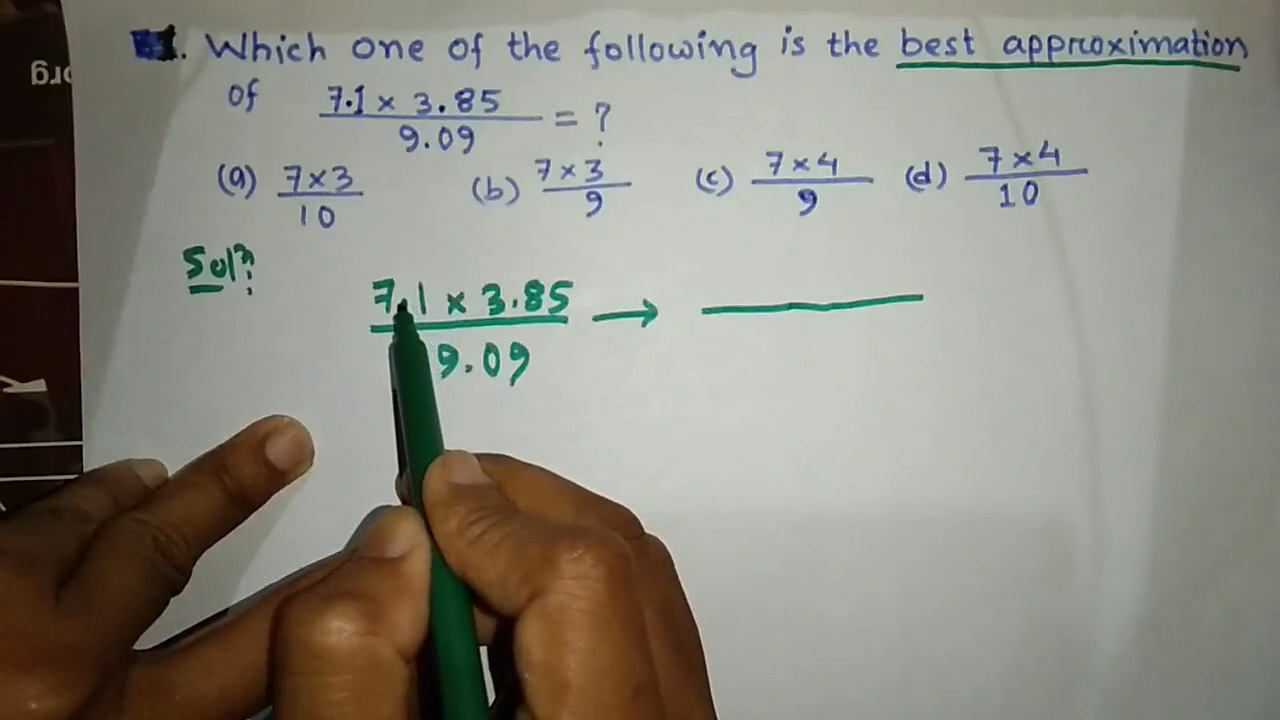 1. Which one of the following is the best approximation
of 7.1 × 3.85 / 9.09 = ?
(a) 7×3 / 10 (b) 7×3 / 9 (c) 7×4 / 9 (d) 7×4 / 10
Solⁿ:
7.1 × 3.85 / 9.09 →